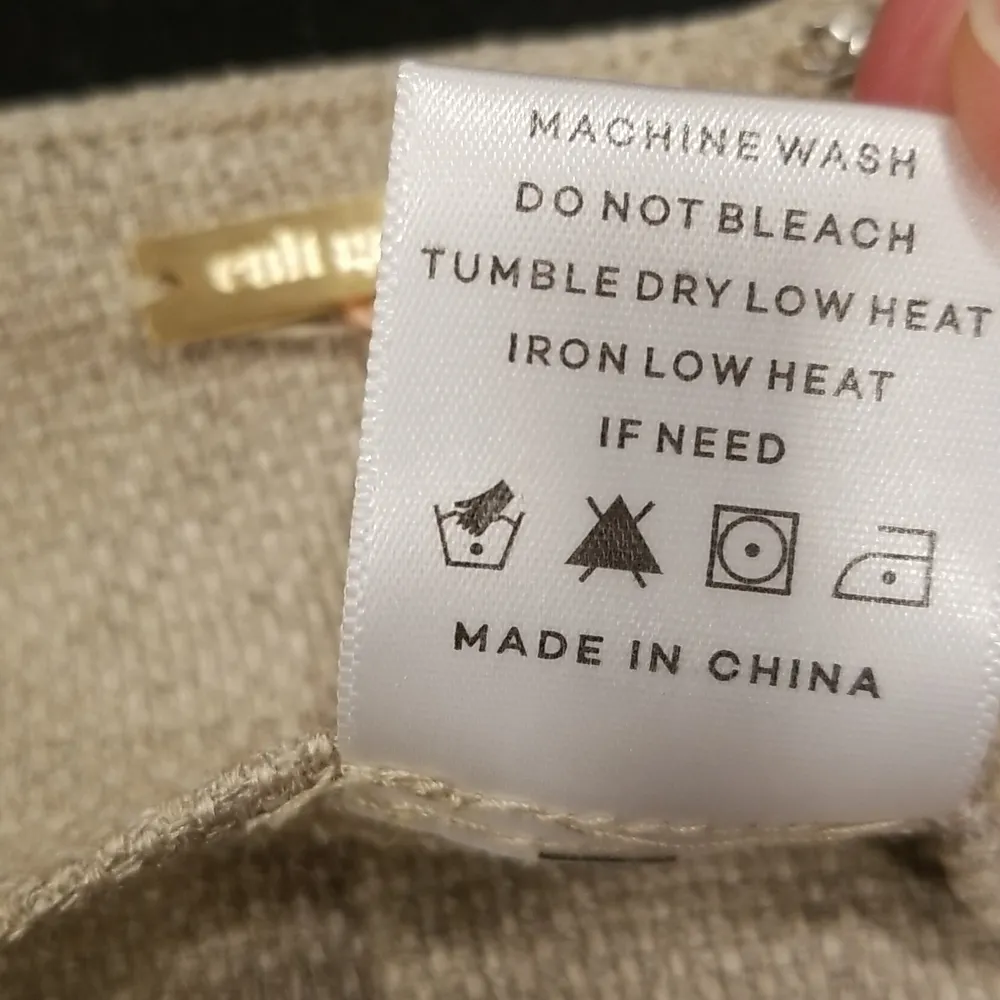 MACHINE WASH
DO NOT BLEACH
TUMBLE DRY LOW HEAT
IRON LOW HEAT
IF NEED
MADE IN CHINA